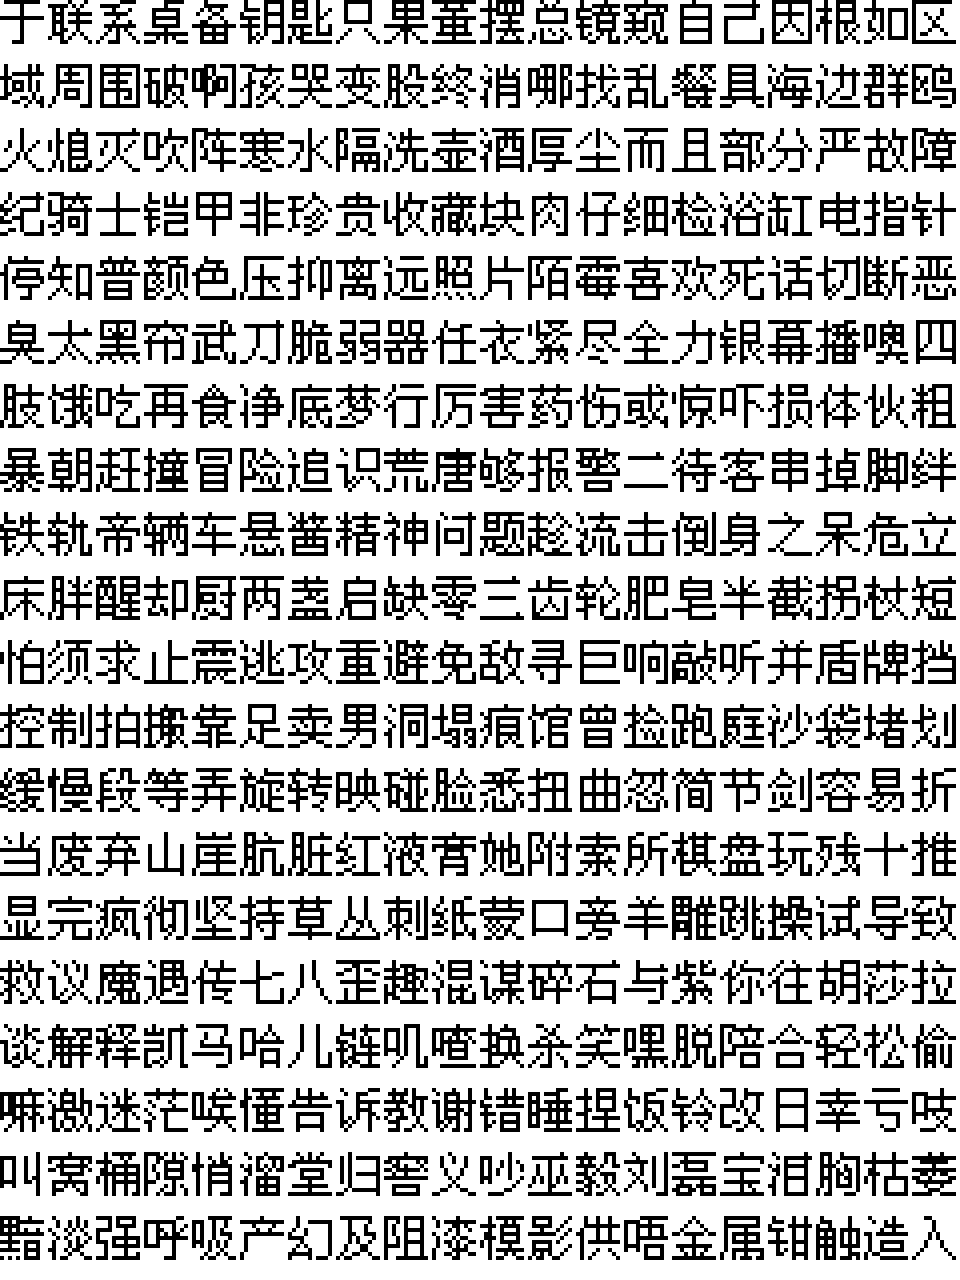 于联系桌备钥匙只果董摆总镜窥自己因根如区
域周围破啊孩哭变股终消哪找乱餐具海边群鸥
火熄灭吹阵寒水隔洗壶酒厚尘而且部分严故障
纪骑士铠甲非珍贵收藏块肉仔细检浴缸电指针
停知普颜色压抑离远照片陌霉喜欢死话切断恶
臭太黑帘武刀脆弱器任衣紧尽全力银幕播噢四
肢饿吃再食诤底梦行厉害药伤或惊吓损体伙粗
暴朝赶撞冒险追识荒唐够报警二待客串掉脚绊
铁轨帝辆车悬酱精神问题趁流击倒身之呆危立
床胖醒却厨两盏启缺零三齿轮肥皂半截拐杖短
怕须求止震逃攻重避免敌寻巨响敲听并盾牌挡
控制拍搬靠足卖男洞塌痕馆曾捡跑庭沙袋堵划
缓慢段等弄旋转映碰脸悉扭曲忽简节剑容易折
当废弃山崖肮脏红液膏她附索所棋盘玩残十推
显完疯彻坚持草丛刺纸蒙口旁羊雕跳操试导致
救议魔遇传七八歪趣混谋碎石与紫你往胡莎拉
谈解释凯马哈儿链叽喳换杀笑嘿脱陪合轻松偷
嘛激迷茫唉懂告诉教谢错睡捏饭铃改日幸亏吱
叫窝桶隙悄溜堂归窖义吵巫毅刘磊宝泪胸枯萎
黯淡强呼吸产幻及阻漆模影供唔金属钳触造入